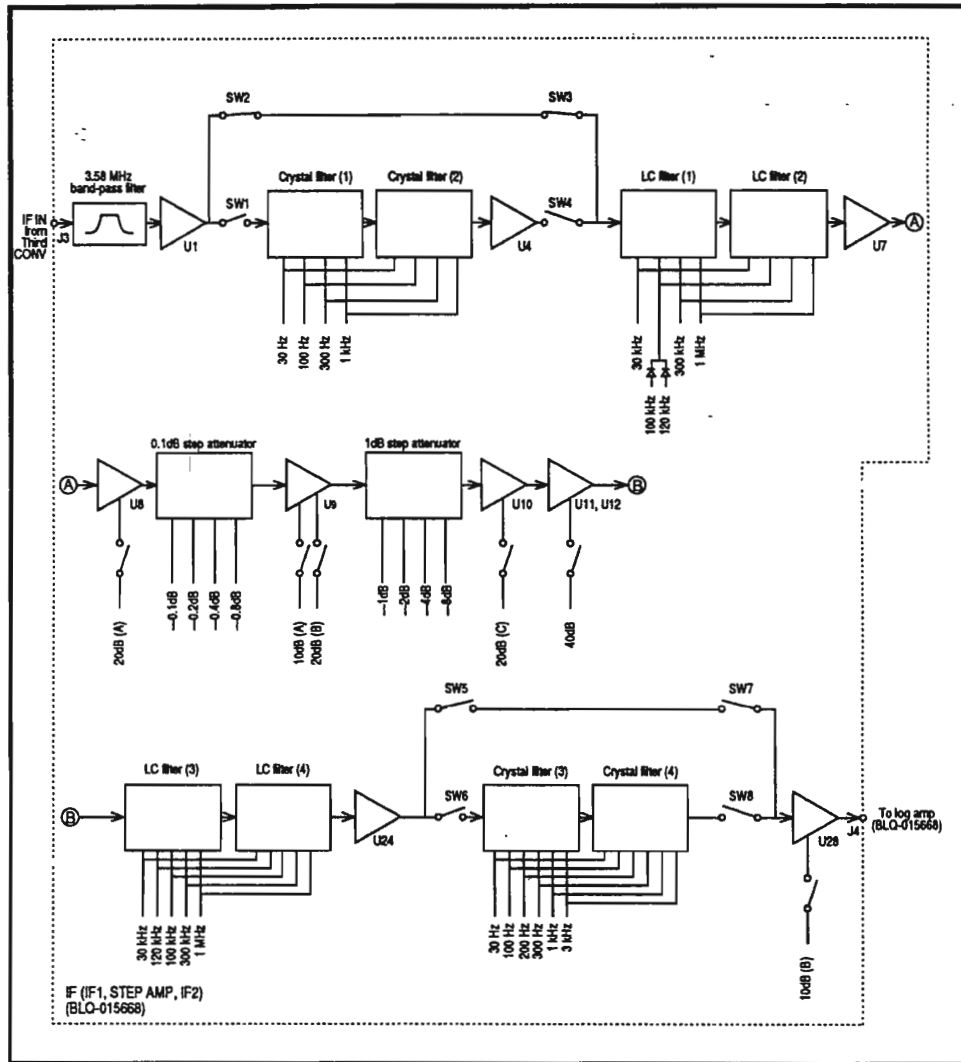 SW2
SW3
3.58 MHz
band-pass filter
Crystal filter (1)
Crystal filter (2)
LC filter (1)
LC filter (2)
IF IN
from
Third
CONV
J3
U1
SW1
U4
SW4
U7
A
30 Hz
100 Hz
300 Hz
1 kHz
30 kHz
100 kHz
120 kHz
300 kHz
1 MHz
0.1dB step attenuator
1dB step attenuator
A
U8
U9
U10
U11, U12
B
20dB (A)
—0.1dB
—0.2dB
—0.4dB
—0.8dB
10dB (A)
20dB (B)
—1dB
—2dB
—4dB
—8dB
20dB (C)
40dB
SW5
SW7
LC filter (3)
LC filter (4)
Crystal filter (3)
Crystal filter (4)
B
U24
SW6
SW8
U28
J4
To log amp
(BLQ-015668)
30 kHz
120 kHz
100 kHz
300 kHz
1 MHz
30 Hz
100 Hz
200 Hz
300 Hz
1 kHz
3 kHz
10dB (B)
IF (IF1, STEP AMP, IF2)
(BLQ-015668)